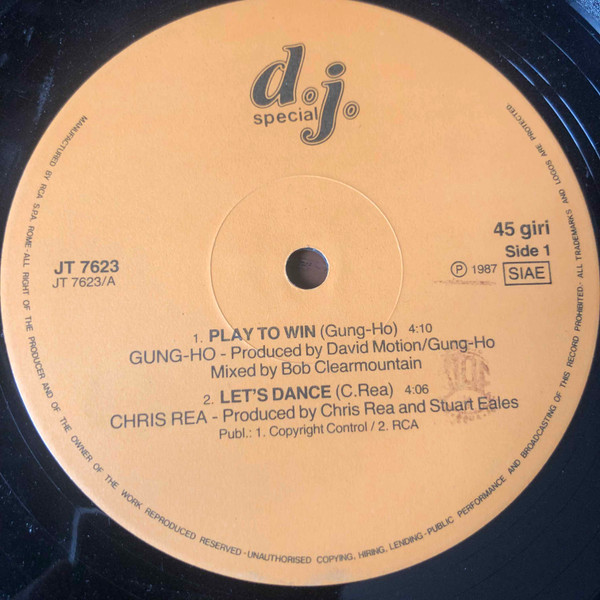 d.j.
special
JT 7623
JT 7623/A
45 giri
Side 1
Ⓟ 1987 SIAE
1. PLAY TO WIN (Gung-Ho) 4:10
GUNG-HO - Produced by David Motion/Gung-Ho
Mixed by Bob Clearmountain
2. LET'S DANCE (C.Rea) 4:06
CHRIS REA - Produced by Chris Rea and Stuart Eales
Publ.: 1. Copyright Control / 2. RCA
MANUFACTURED BY RCA S.P.A. ROME - ALL RIGHT OF THE PRODUCER AND OF THE OWNER OF THE WORK REPRODUCED RESERVED - UNAUTHORISED COPYING, HIRING, LENDING - PUBLIC PERFORMANCE AND BROADCASTING OF THIS RECORD PROHIBITED - ALL TRADEMARKS AND LOGOS ARE PROTECTED.